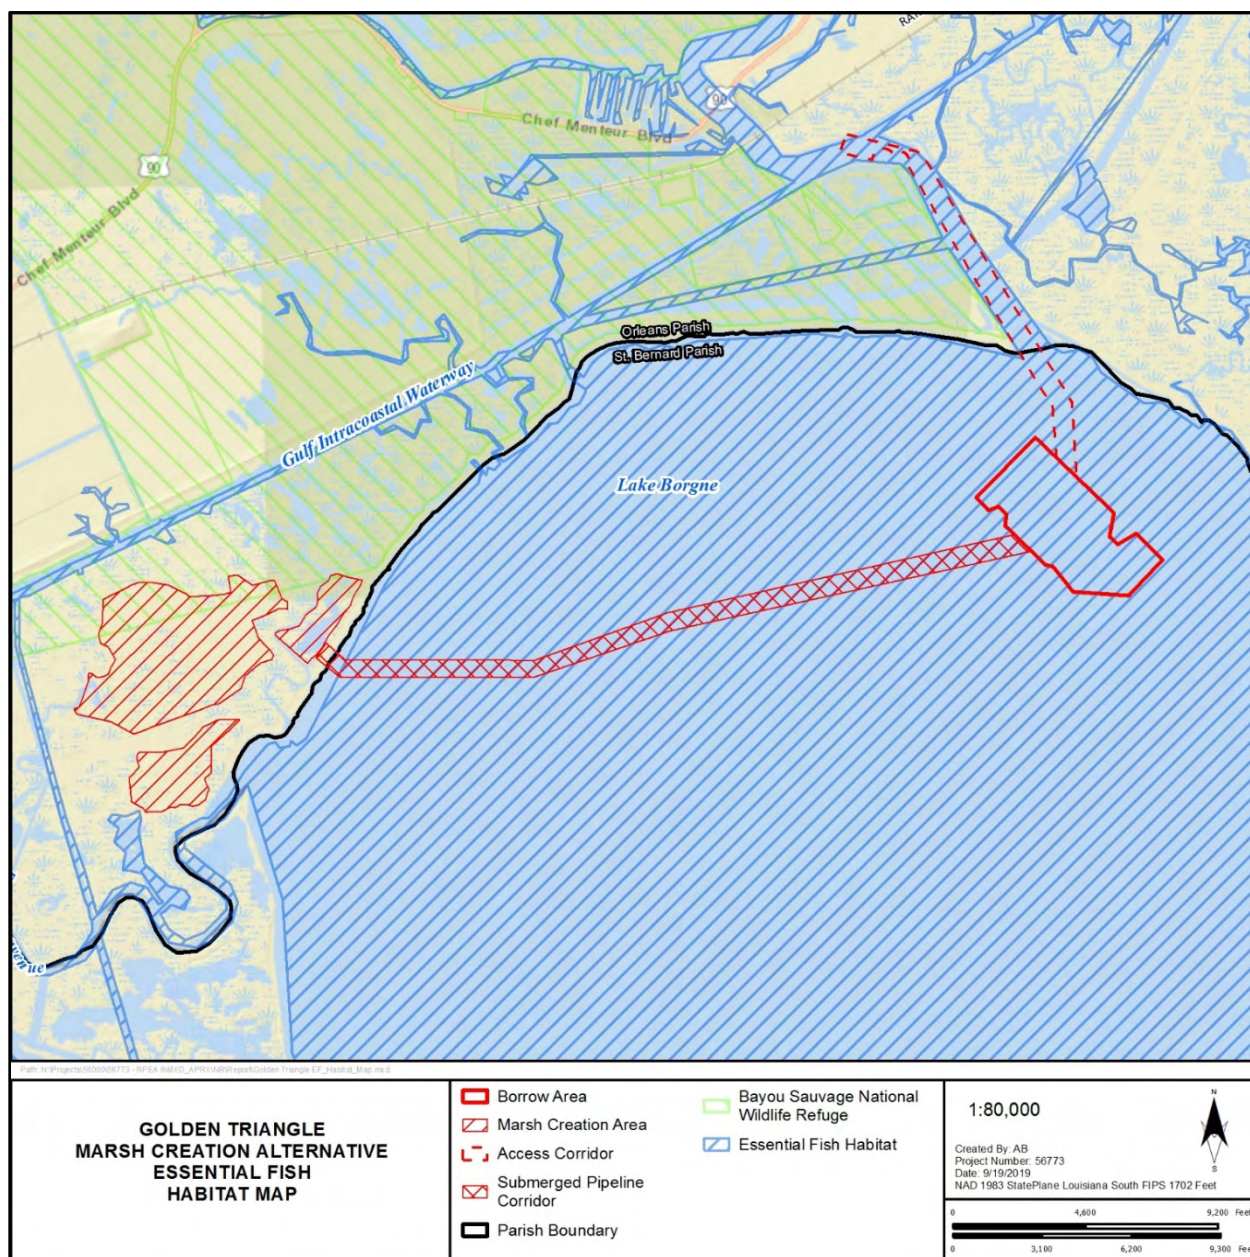 90
Chef Menteur Blvd
90
Chef Menteur Blvd
Orleans Parish
St. Bernard Parish
Gulf Intracoastal Waterway
Lake Borgne
GOLDEN TRIANGLE
MARSH CREATION ALTERNATIVE
ESSENTIAL FISH
HABITAT MAP
Borrow Area
Marsh Creation Area
Access Corridor
Submerged Pipeline
Corridor
Parish Boundary
Bayou Sauvage National
Wildlife Refuge
Essential Fish Habitat
1:80,000
N
S
Created By: AB
Project Number: 56773
Date: 9/19/2019
NAD 1983 StatePlane Louisiana South FIPS 1702 Feet
0 4,600 9,200 Feet
0 3,100 6,200 9,300 Fe